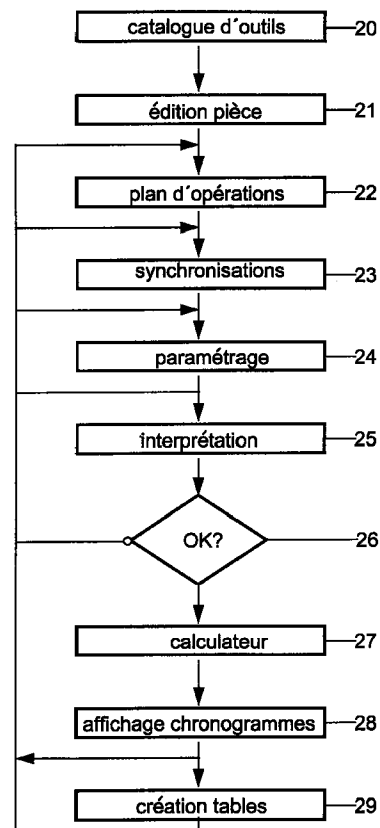 catalogue d´outils 20
édition pièce 21
plan d´opérations 22
synchronisations 23
paramétrage 24
interprétation 25
OK? 26
calculateur 27
affichage chronogrammes 28
création tables 29